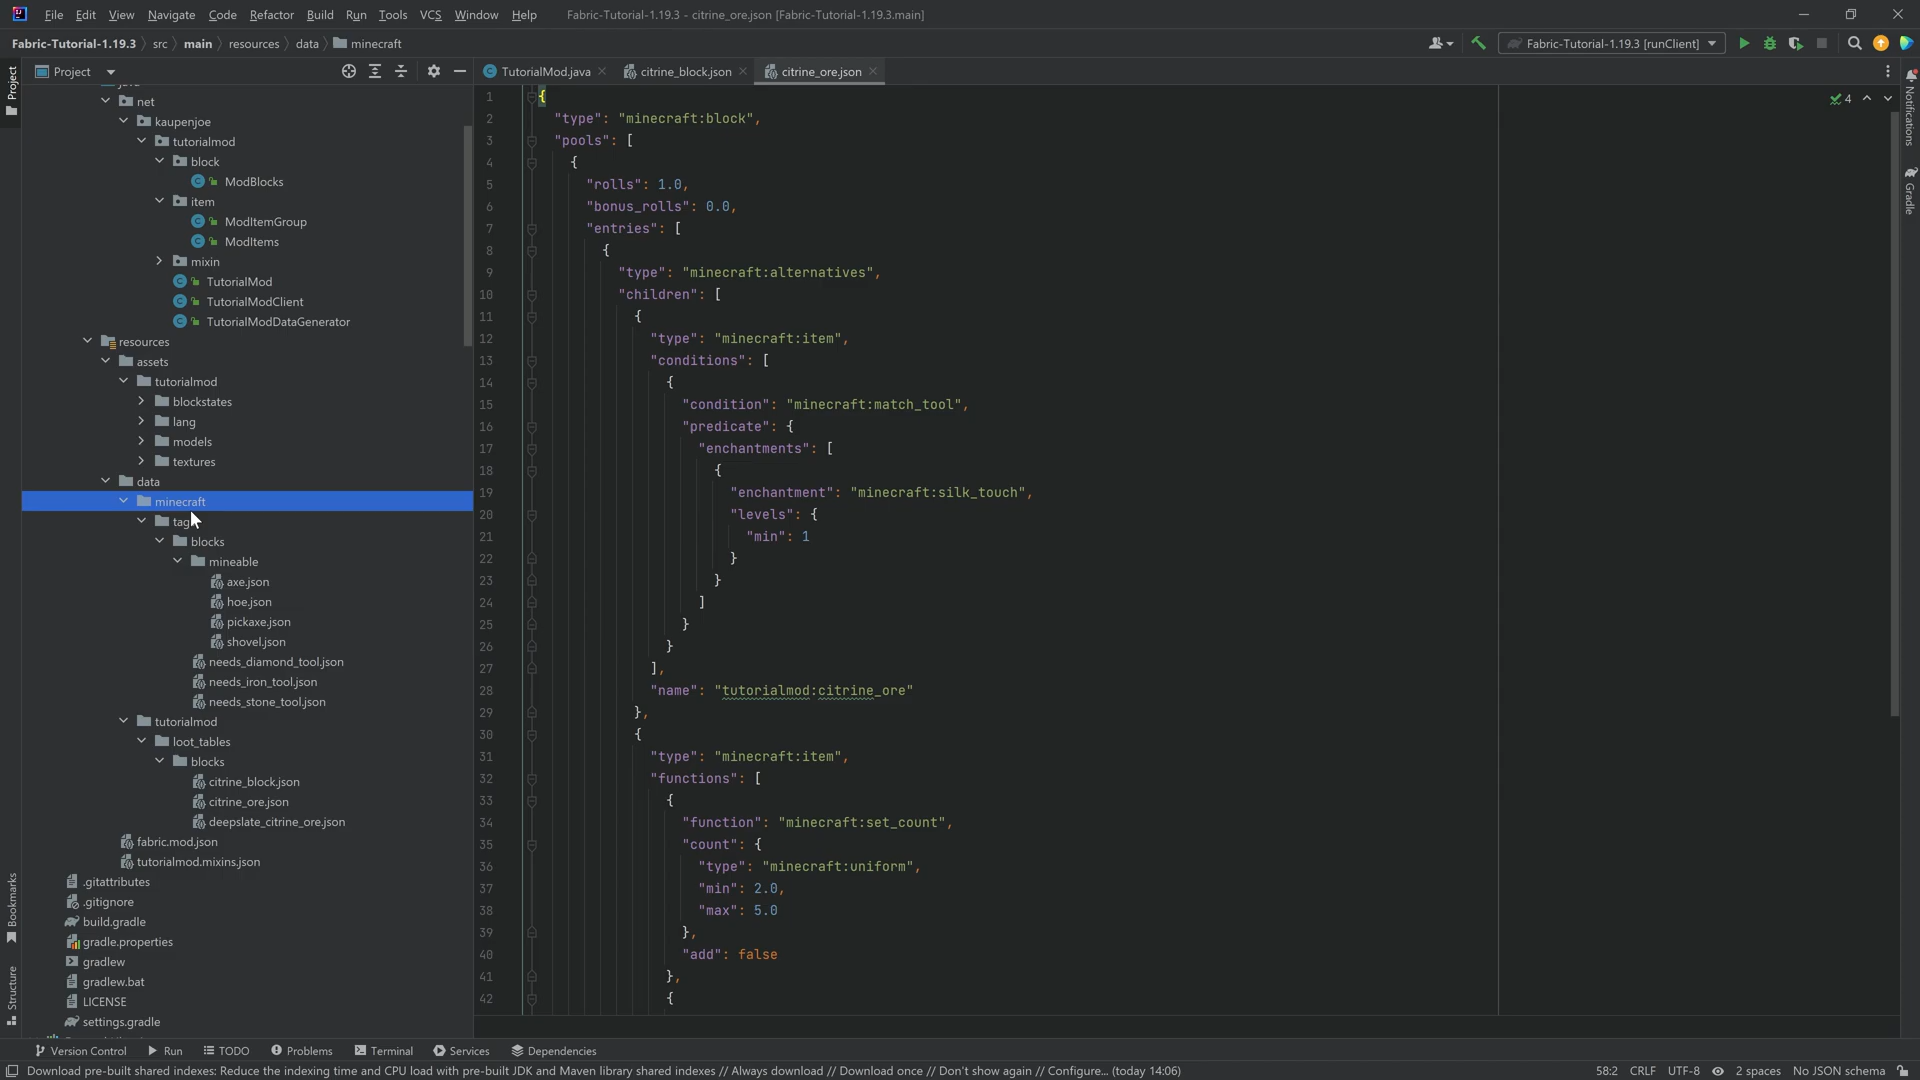 File Edit View Navigate Code Refactor Build Run Tools VCS Window Help Fabric-Tutorial-1.19.3 - citrine_ore.json [Fabric-Tutorial-1.19.3.main]
Fabric-Tutorial-1.19.3 src main resources data minecraft Fabric-Tutorial-1.19.3 [runClient]
Project TutorialMod.java citrine_block.json citrine_ore.json
Project
Bookmarks
Structure
Notifications
Gradle
net
kaupenjoe
tutorialmod
block
ModBlocks
item
ModItemGroup
ModItems
mixin
TutorialMod
TutorialModClient
TutorialModDataGenerator
resources
assets
tutorialmod
blockstates
lang
models
textures
data
minecraft
tag
blocks
mineable
axe.json
hoe.json
pickaxe.json
shovel.json
needs_diamond_tool.json
needs_iron_tool.json
needs_stone_tool.json
tutorialmod
loot_tables
blocks
citrine_block.json
citrine_ore.json
deepslate_citrine_ore.json
fabric.mod.json
tutorialmod.mixins.json
.gitattributes
.gitignore
build.gradle
gradle.properties
gradlew
gradlew.bat
LICENSE
settings.gradle
4
1 {
2 "type": "minecraft:block",
3 "pools": [
4 {
5 "rolls": 1.0,
6 "bonus_rolls": 0.0,
7 "entries": [
8 {
9 "type": "minecraft:alternatives",
10 "children": [
11 {
12 "type": "minecraft:item",
13 "conditions": [
14 {
15 "condition": "minecraft:match_tool",
16 "predicate": {
17 "enchantments": [
18 {
19 "enchantment": "minecraft:silk_touch",
20 "levels": {
21 "min": 1
22 }
23 }
24 ]
25 }
26 }
27 ],
28 "name": "tutorialmod:citrine_ore"
29 },
30 {
31 "type": "minecraft:item",
32 "functions": [
33 {
34 "function": "minecraft:set_count",
35 "count": {
36 "type": "minecraft:uniform",
37 "min": 2.0,
38 "max": 5.0
39 },
40 "add": false
41 },
42 {
Version Control Run TODO Problems Terminal Services Dependencies
Download pre-built shared indexes: Reduce the indexing time and CPU load with pre-built JDK and Maven library shared indexes // Always download // Download once // Don't show again // Configure... (today 14:06) 58:2 CRLF UTF-8 2 spaces No JSON schema